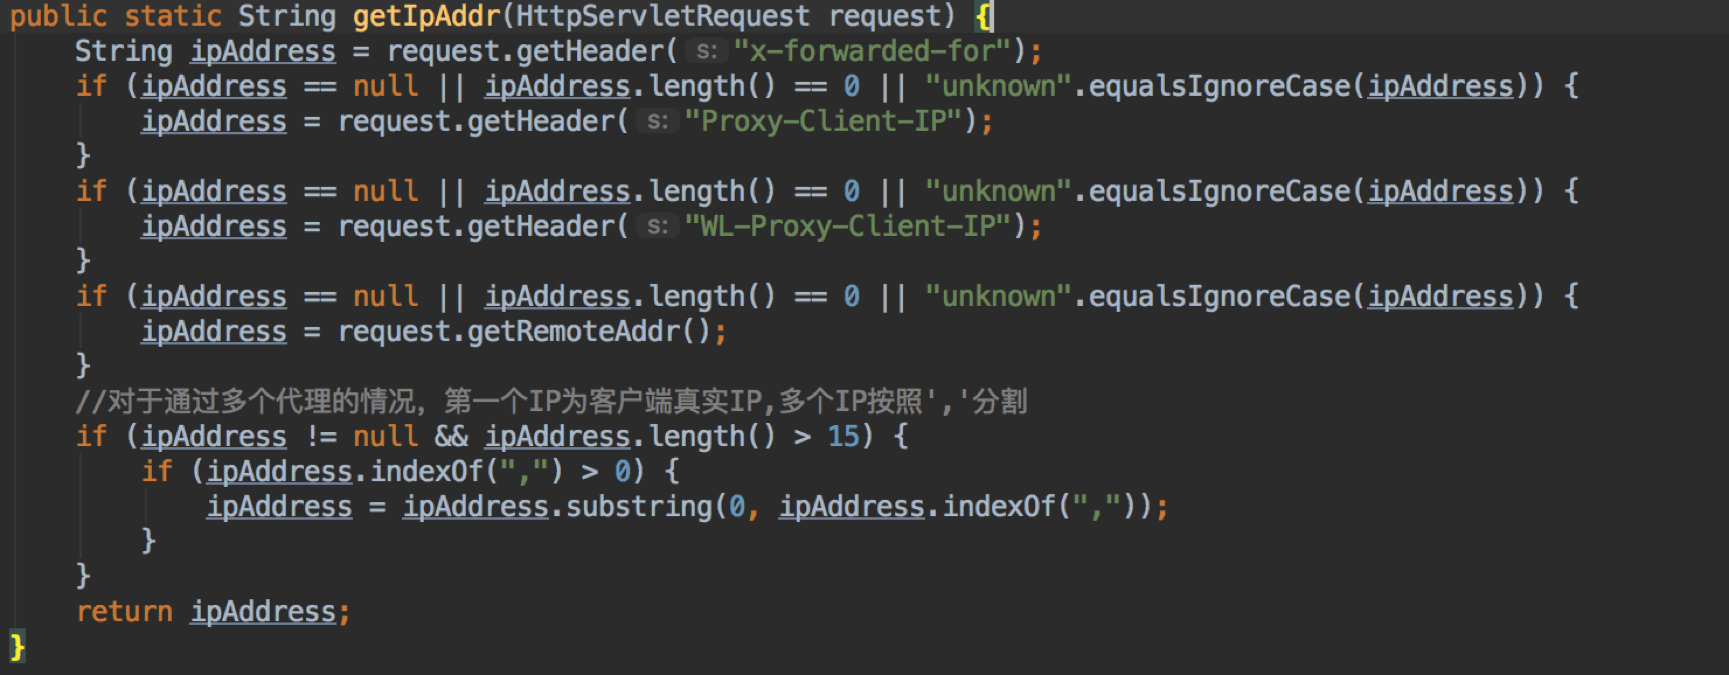 public static String getIpAddr(HttpServletRequest request) {
    String ipAddress = request.getHeader( s: "x-forwarded-for");
    if (ipAddress == null || ipAddress.length() == 0 || "unknown".equalsIgnoreCase(ipAddress)) {
        ipAddress = request.getHeader( s: "Proxy-Client-IP");
    }
    if (ipAddress == null || ipAddress.length() == 0 || "unknown".equalsIgnoreCase(ipAddress)) {
        ipAddress = request.getHeader( s: "WL-Proxy-Client-IP");
    }
    if (ipAddress == null || ipAddress.length() == 0 || "unknown".equalsIgnoreCase(ipAddress)) {
        ipAddress = request.getRemoteAddr();
    }
    //对于通过多个代理的情况，第一个IP为客户端真实IP,多个IP按照','分割
    if (ipAddress != null && ipAddress.length() > 15) {
        if (ipAddress.indexOf(",") > 0) {
            ipAddress = ipAddress.substring(0, ipAddress.indexOf(","));
        }
    }
    return ipAddress;
}